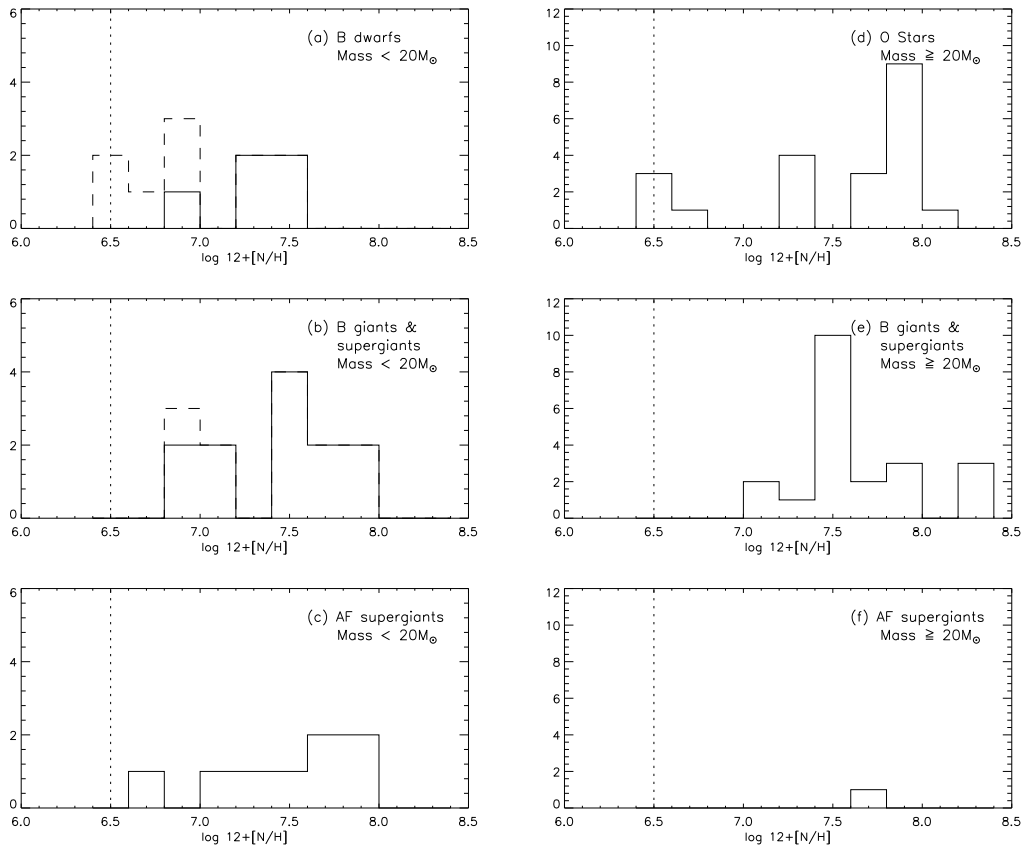 6
4
2
0
(a) B dwarfs
Mass < 20M⊙
6.0 6.5 7.0 7.5 8.0 8.5
log 12+[N/H]
12
10
8
6
4
2
0
(d) O Stars
Mass ≧ 20M⊙
6.0 6.5 7.0 7.5 8.0 8.5
log 12+[N/H]
6
4
2
0
(b) B giants &
supergiants
Mass < 20M⊙
6.0 6.5 7.0 7.5 8.0 8.5
log 12+[N/H]
12
10
8
6
4
2
0
(e) B giants &
supergiants
Mass ≧ 20M⊙
6.0 6.5 7.0 7.5 8.0 8.5
log 12+[N/H]
6
4
2
0
(c) AF supergiants
Mass < 20M⊙
6.0 6.5 7.0 7.5 8.0 8.5
log 12+[N/H]
12
10
8
6
4
2
0
(f) AF supergiants
Mass ≧ 20M⊙
6.0 6.5 7.0 7.5 8.0 8.5
log 12+[N/H]